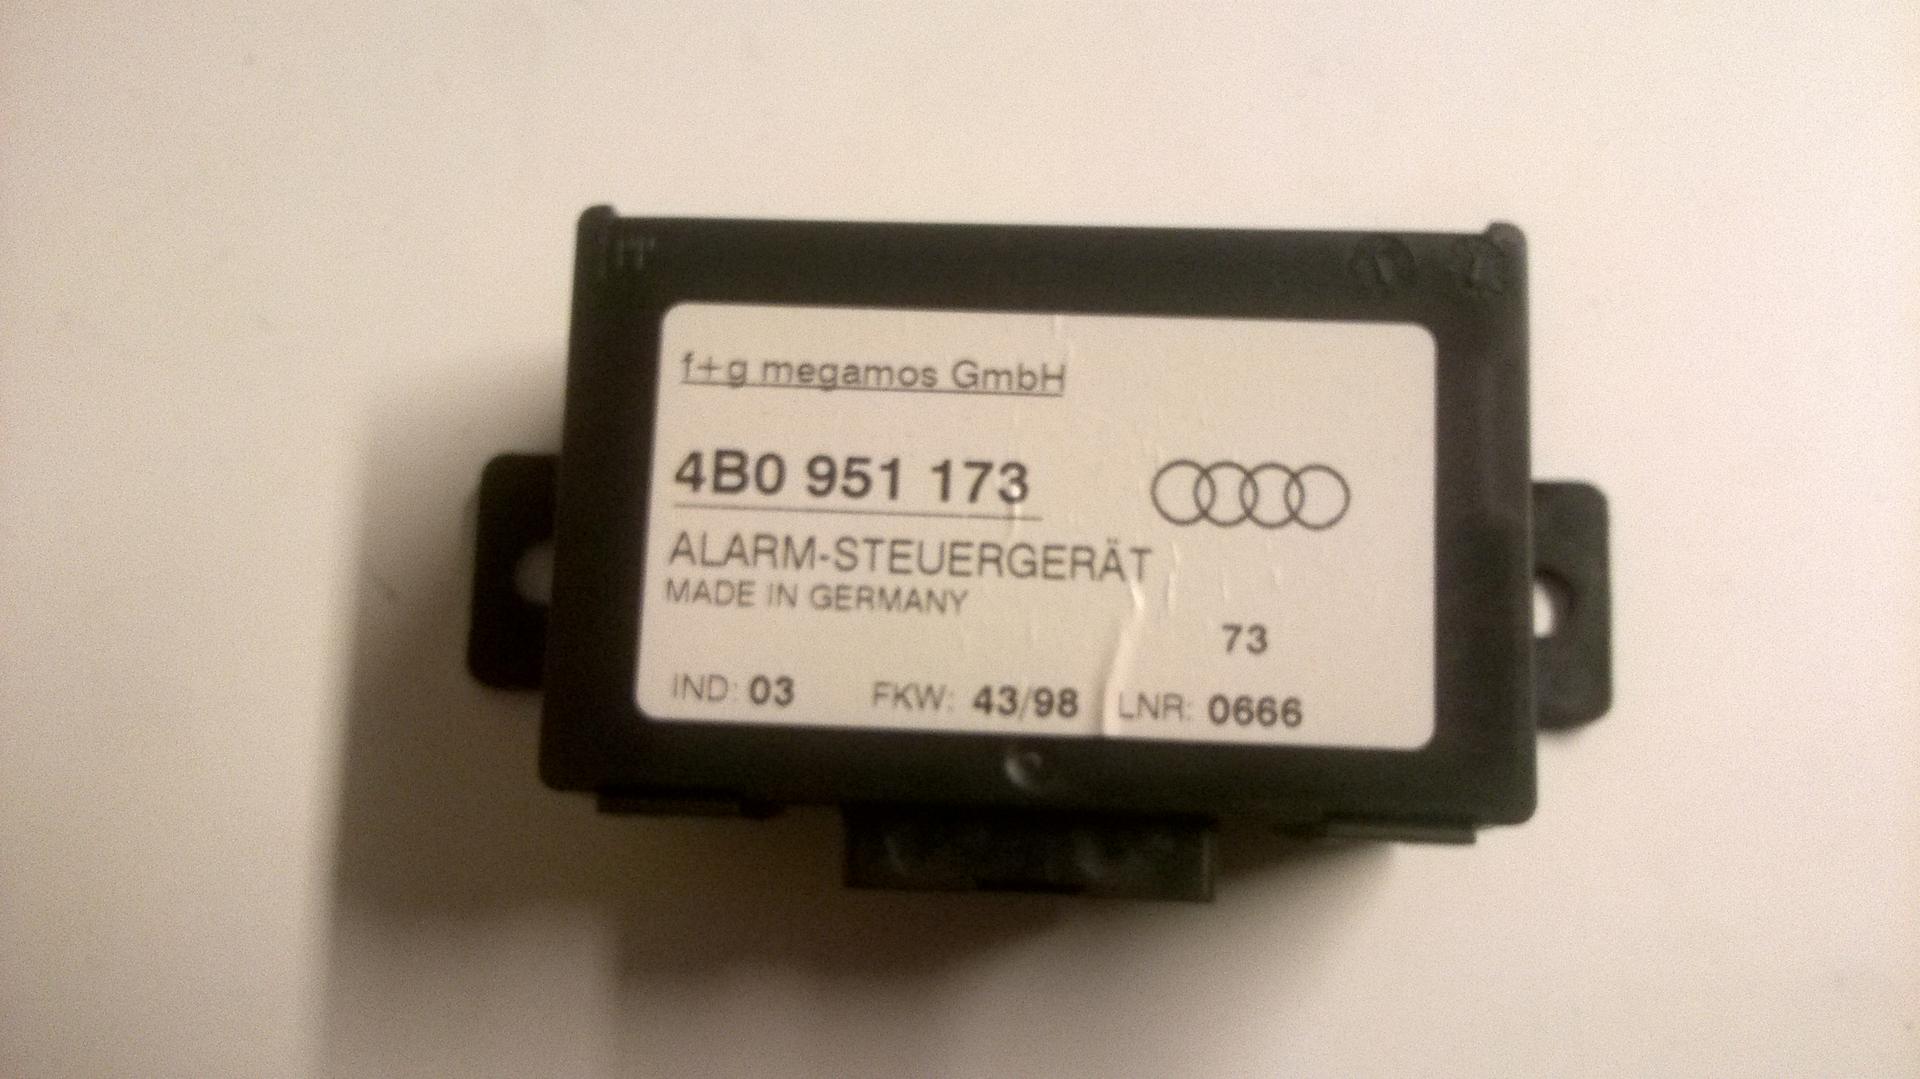 f+g megamos GmbH
4B0 951 173
ALARM-STEUERGERÄT
MADE IN GERMANY
73
IND: 03 FKW: 43/98 LNR: 0666